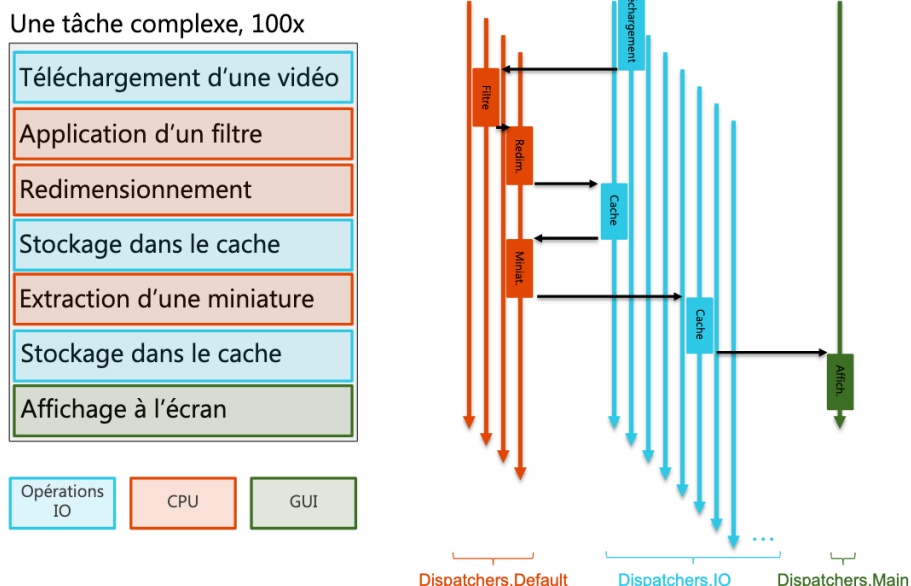 Une tâche complexe, 100x
Téléchargement d’une vidéo
Application d’un filtre
Redimensionnement
Stockage dans le cache
Extraction d’une miniature
Stockage dans le cache
Affichage à l’écran
Opérations
IO
CPU
GUI
Filtre
Redim.
Cache
Miniat.
Cache
Affich.
...
Dispatchers.Default
Dispatchers.IO
Dispatchers.Main